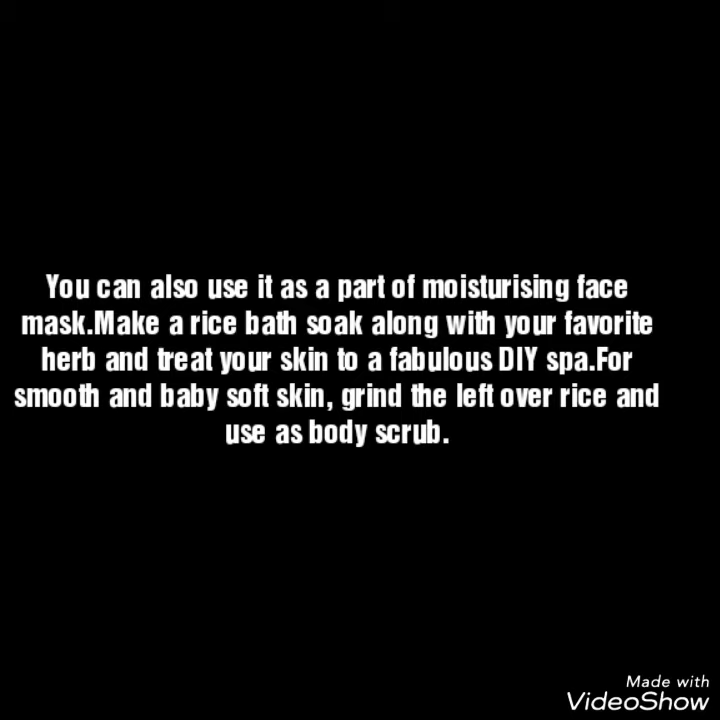 You can also use it as a part of moisturising face
mask.Make a rice bath soak along with your favorite
herb and treat your skin to a fabulous DIY spa.For
smooth and baby soft skin, grind the left over rice and
use as body scrub.
Made with
VideoShow